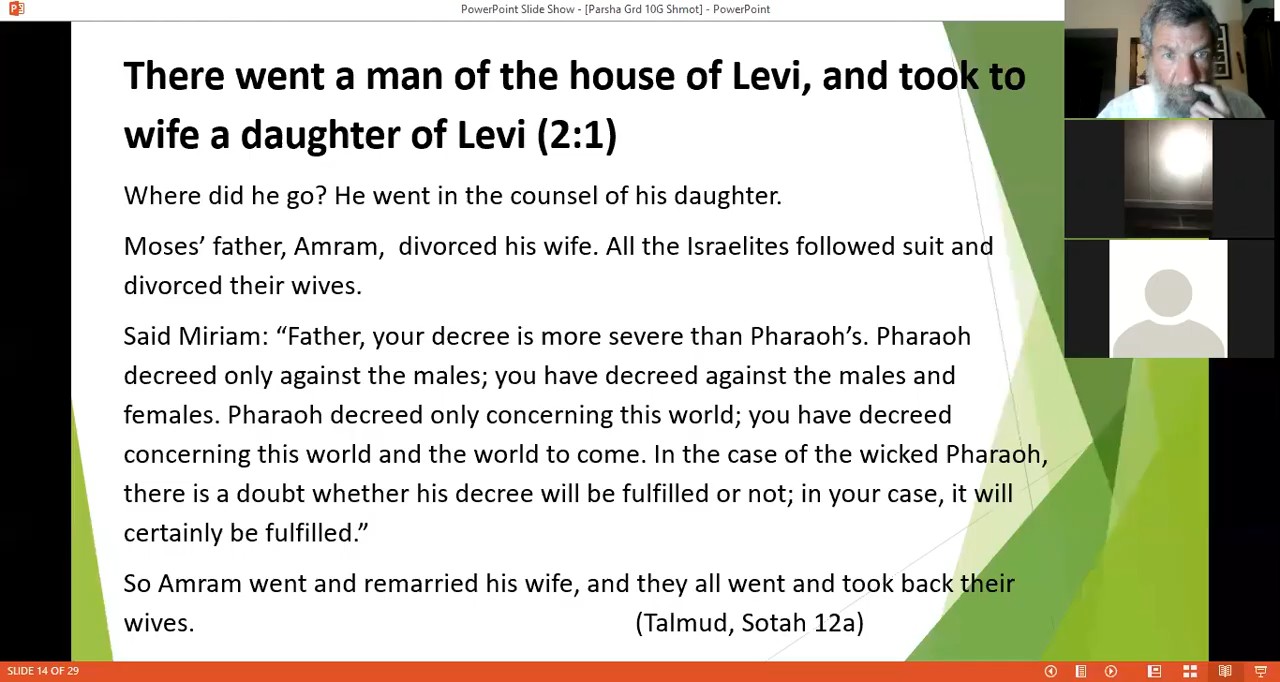 PowerPoint Slide Show - [Parsha Grd 10G Shmot] - PowerPoint
There went a man of the house of Levi, and took to
wife a daughter of Levi (2:1)
Where did he go? He went in the counsel of his daughter.
Moses’ father, Amram,  divorced his wife. All the Israelites followed suit and
divorced their wives.
Said Miriam: “Father, your decree is more severe than Pharaoh’s. Pharaoh
decreed only against the males; you have decreed against the males and
females. Pharaoh decreed only concerning this world; you have decreed
concerning this world and the world to come. In the case of the wicked Pharaoh,
there is a doubt whether his decree will be fulfilled or not; in your case, it will
certainly be fulfilled.”
So Amram went and remarried his wife, and they all went and took back their
wives. (Talmud, Sotah 12a)
SLIDE 14 OF 29